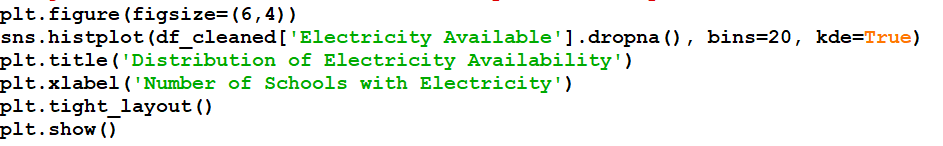 plt.figure(figsize=(6,4))
sns.histplot(df_cleaned['Electricity Available'].dropna(), bins=20, kde=True)
plt.title('Distribution of Electricity Availability')
plt.xlabel('Number of Schools with Electricity')
plt.tight_layout()
plt.show()